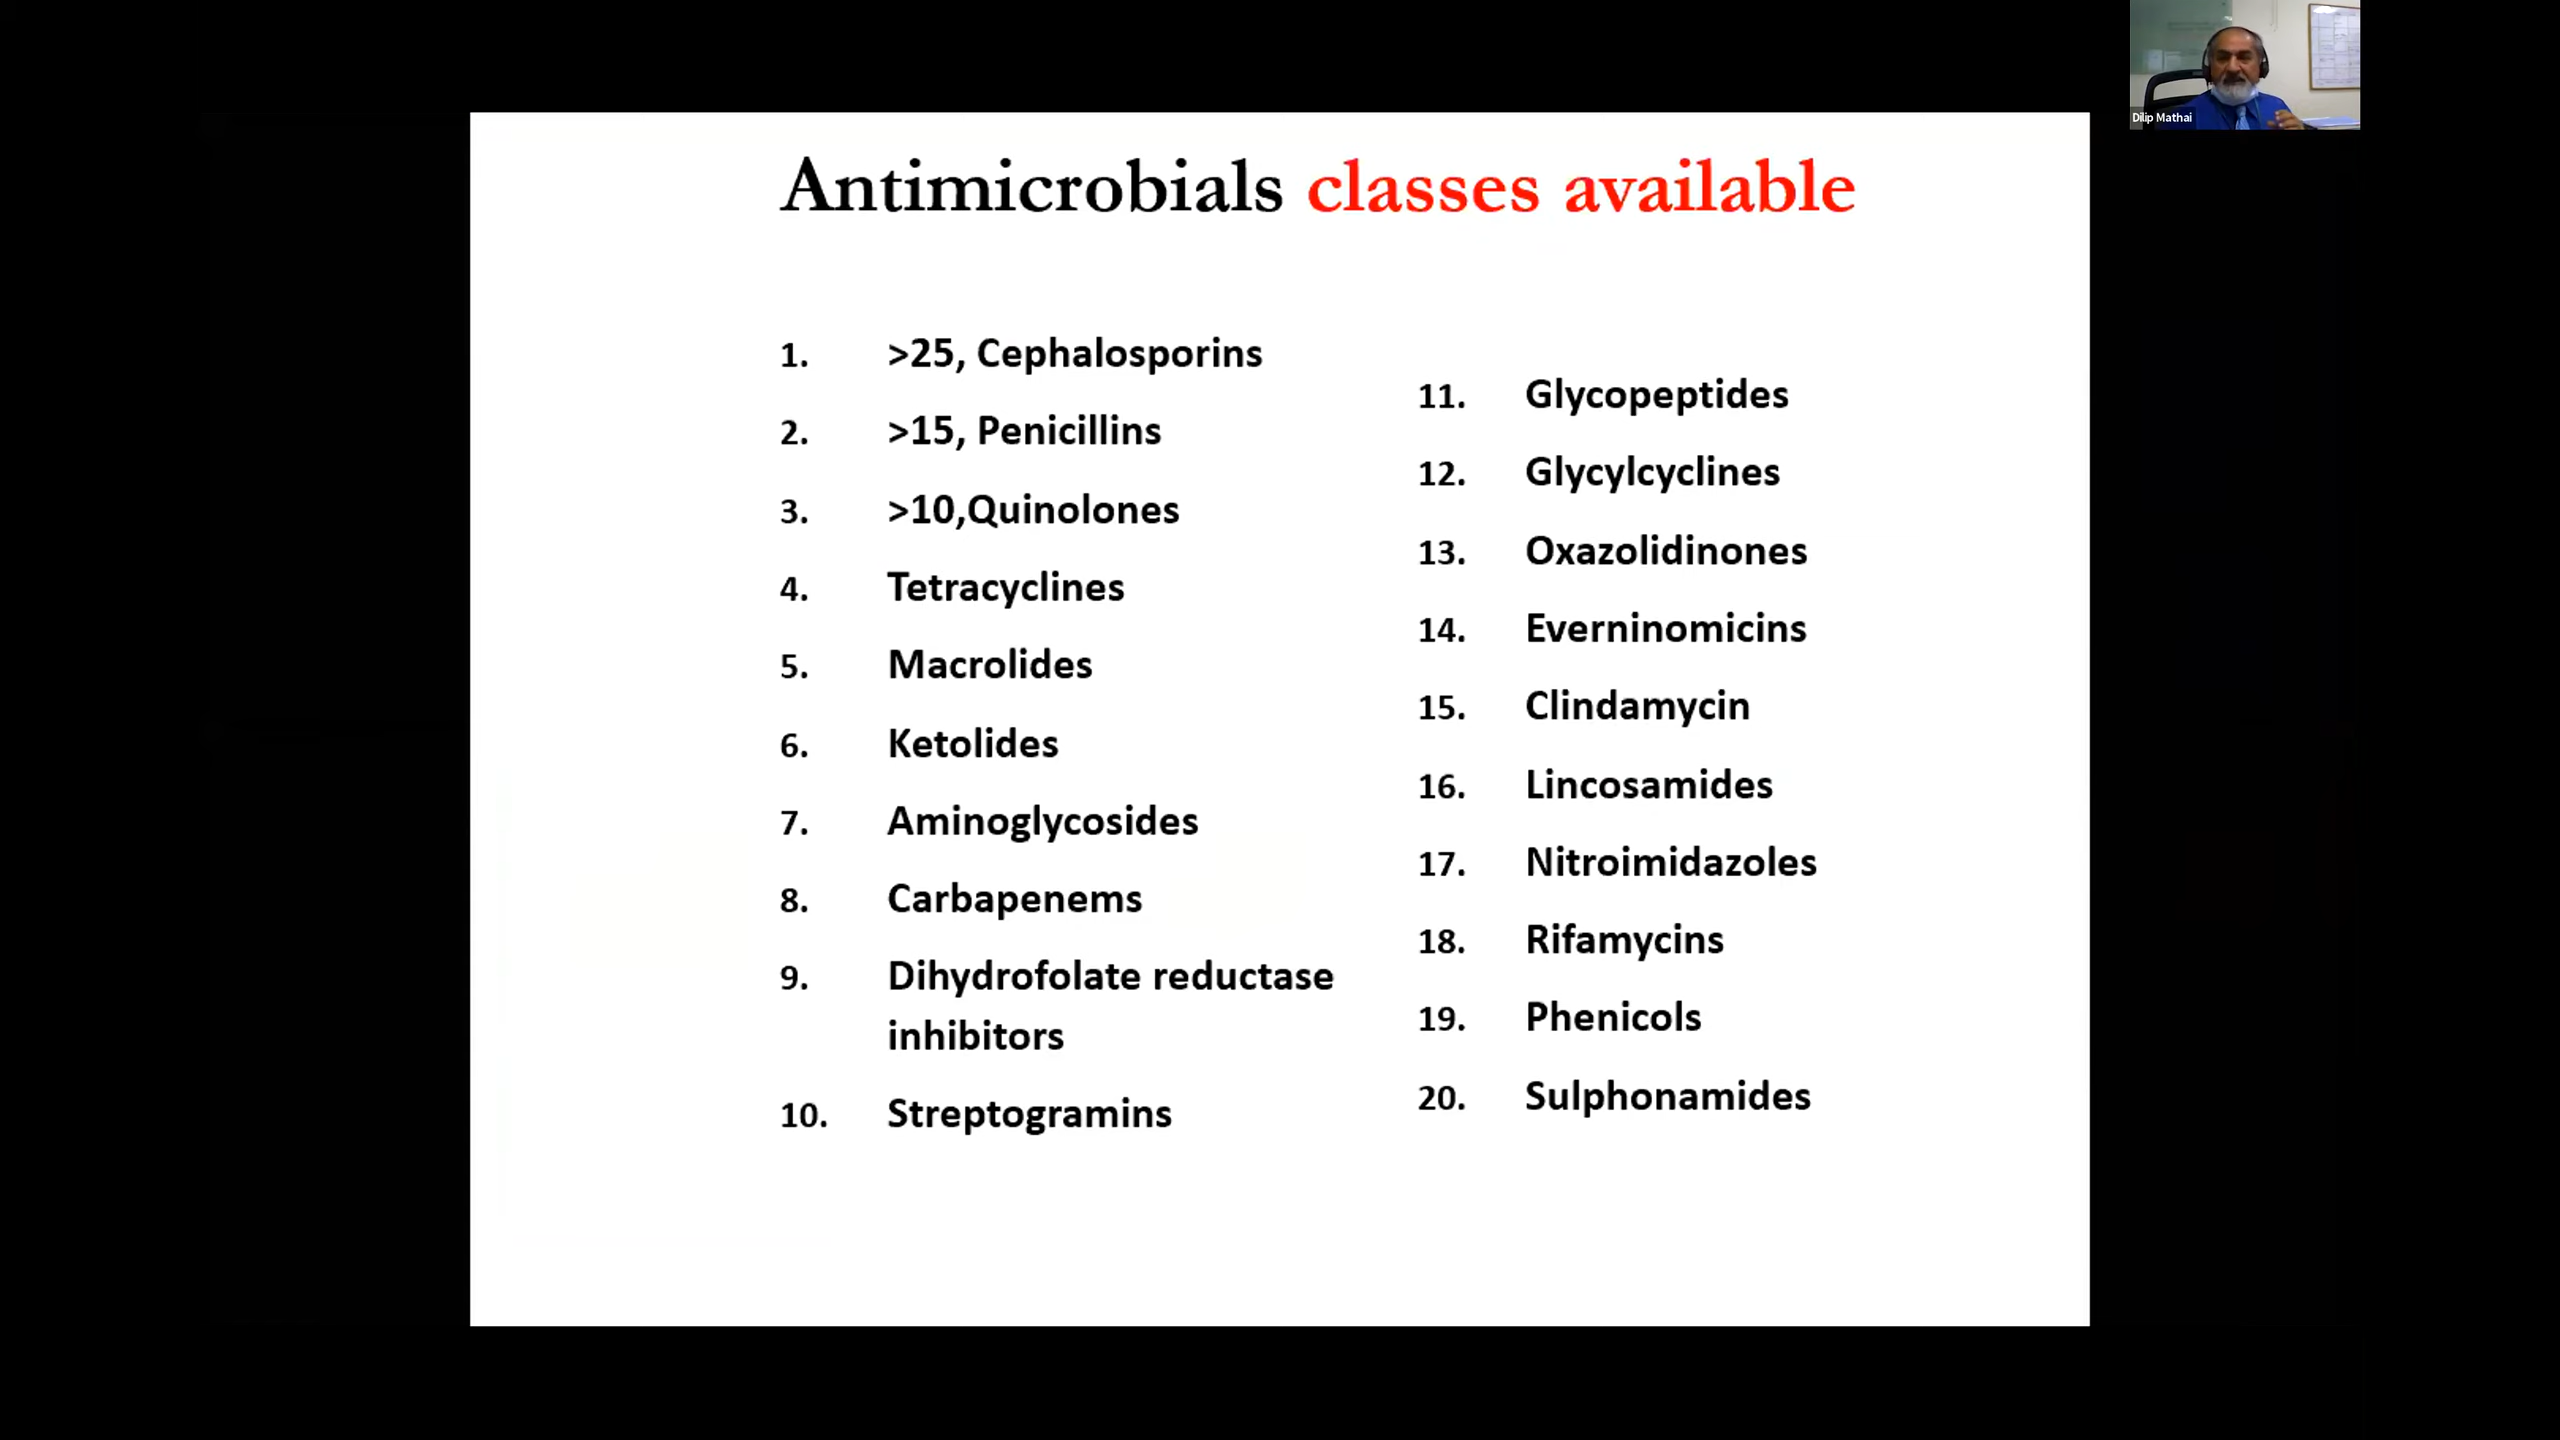 Dilip Mathai
Antimicrobials classes available
1. >25, Cephalosporins
2. >15, Penicillins
3. >10,Quinolones
4. Tetracyclines
5. Macrolides
6. Ketolides
7. Aminoglycosides
8. Carbapenems
9. Dihydrofolate reductase
inhibitors
10. Streptogramins
11. Glycopeptides
12. Glycylcyclines
13. Oxazolidinones
14. Everninomicins
15. Clindamycin
16. Lincosamides
17. Nitroimidazoles
18. Rifamycins
19. Phenicols
20. Sulphonamides